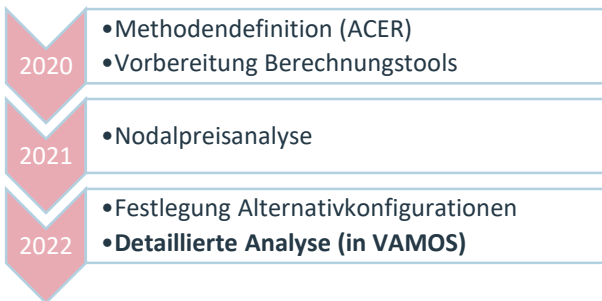 2020
•Methodendefinition (ACER)
•Vorbereitung Berechnungstools
2021
•Nodalpreisanalyse
2022
•Festlegung Alternativkonfigurationen
•Detaillierte Analyse (in VAMOS)